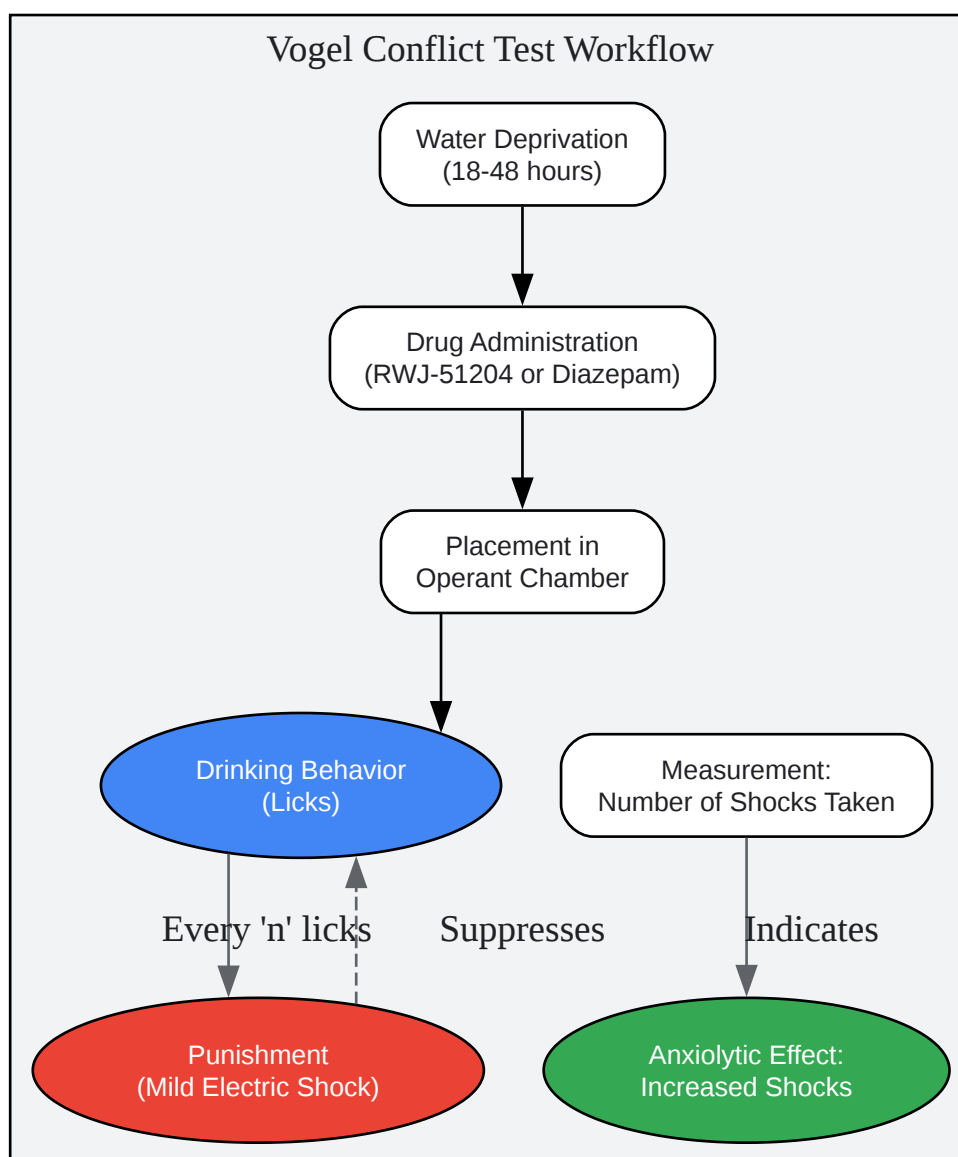 Vogel Conflict Test Workflow
Water Deprivation
(18-48 hours)
Drug Administration
(RWJ-51204 or Diazepam)
Placement in
Operant Chamber
Drinking Behavior
(Licks)
Measurement:
Number of Shocks Taken
Every 'n' licks
Suppresses
Indicates
Punishment
(Mild Electric Shock)
Anxiolytic Effect:
Increased Shocks